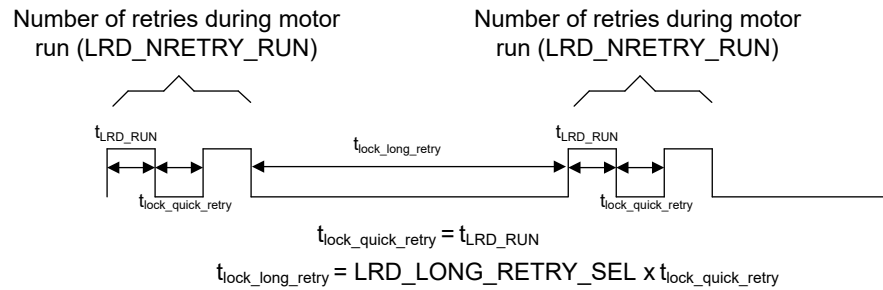 Number of retries during motor
run (LRD_NRETRY_RUN)
Number of retries during motor
run (LRD_NRETRY_RUN)
tLRD_RUN
tlock_long_retry
tLRD_RUN
tlock_quick_retry
tlock_quick_retry
tlock_quick_retry = tLRD_RUN
tlock_long_retry = LRD_LONG_RETRY_SEL x tlock_quick_retry